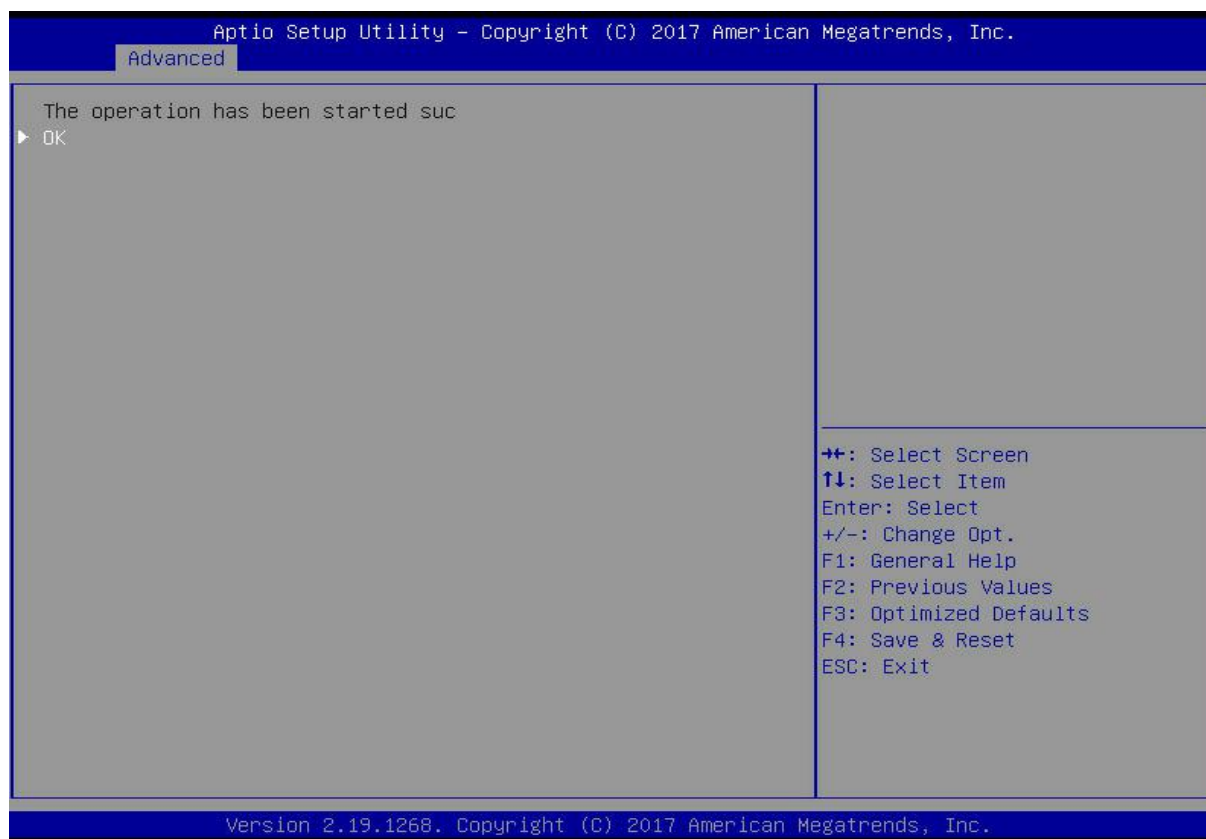 Aptio Setup Utility – Copyright (C) 2017 American Megatrends, Inc.
Advanced
The operation has been started suc
▶ OK
→←: Select Screen
↑↓: Select Item
Enter: Select
+/-: Change Opt.
F1: General Help
F2: Previous Values
F3: Optimized Defaults
F4: Save & Reset
ESC: Exit
Version 2.19.1268. Copyright (C) 2017 American Megatrends, Inc.